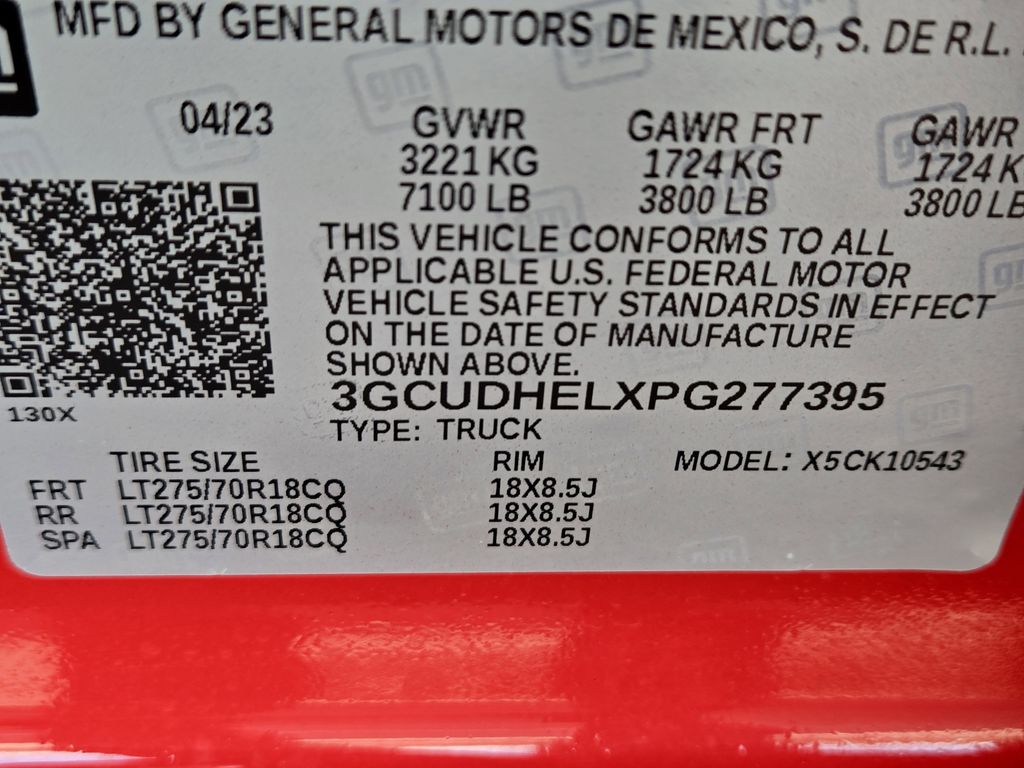 MFD BY GENERAL MOTORS DE MEXICO, S. DE R.L.
04/23 GVWR GAWR FRT GAWR
3221 KG 1724 KG 1724 K
7100 LB 3800 LB 3800 LB
THIS VEHICLE CONFORMS TO ALL
APPLICABLE U.S. FEDERAL MOTOR
VEHICLE SAFETY STANDARDS IN EFFECT
ON THE DATE OF MANUFACTURE
SHOWN ABOVE.
3GCUDHELXPG277395
130X
TYPE: TRUCK
TIRE SIZE RIM MODEL: X5CK10543
FRT LT275/70R18CQ 18X8.5J
RR LT275/70R18CQ 18X8.5J
SPA LT275/70R18CQ 18X8.5J